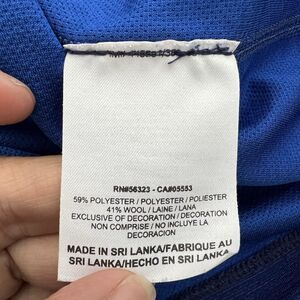 RN#56323 - CA#05553
59% POLYESTER / POLYESTER / POLIESTER
41% WOOL / LAINE / LANA
EXCLUSIVE OF DECORATION / DECORATION
NON COMPRISE / NO INCLUYE LA
DECORACION
MADE IN SRI LANKA/FABRIQUE AU
SRI LANKA/HECHO EN SRI LANKA